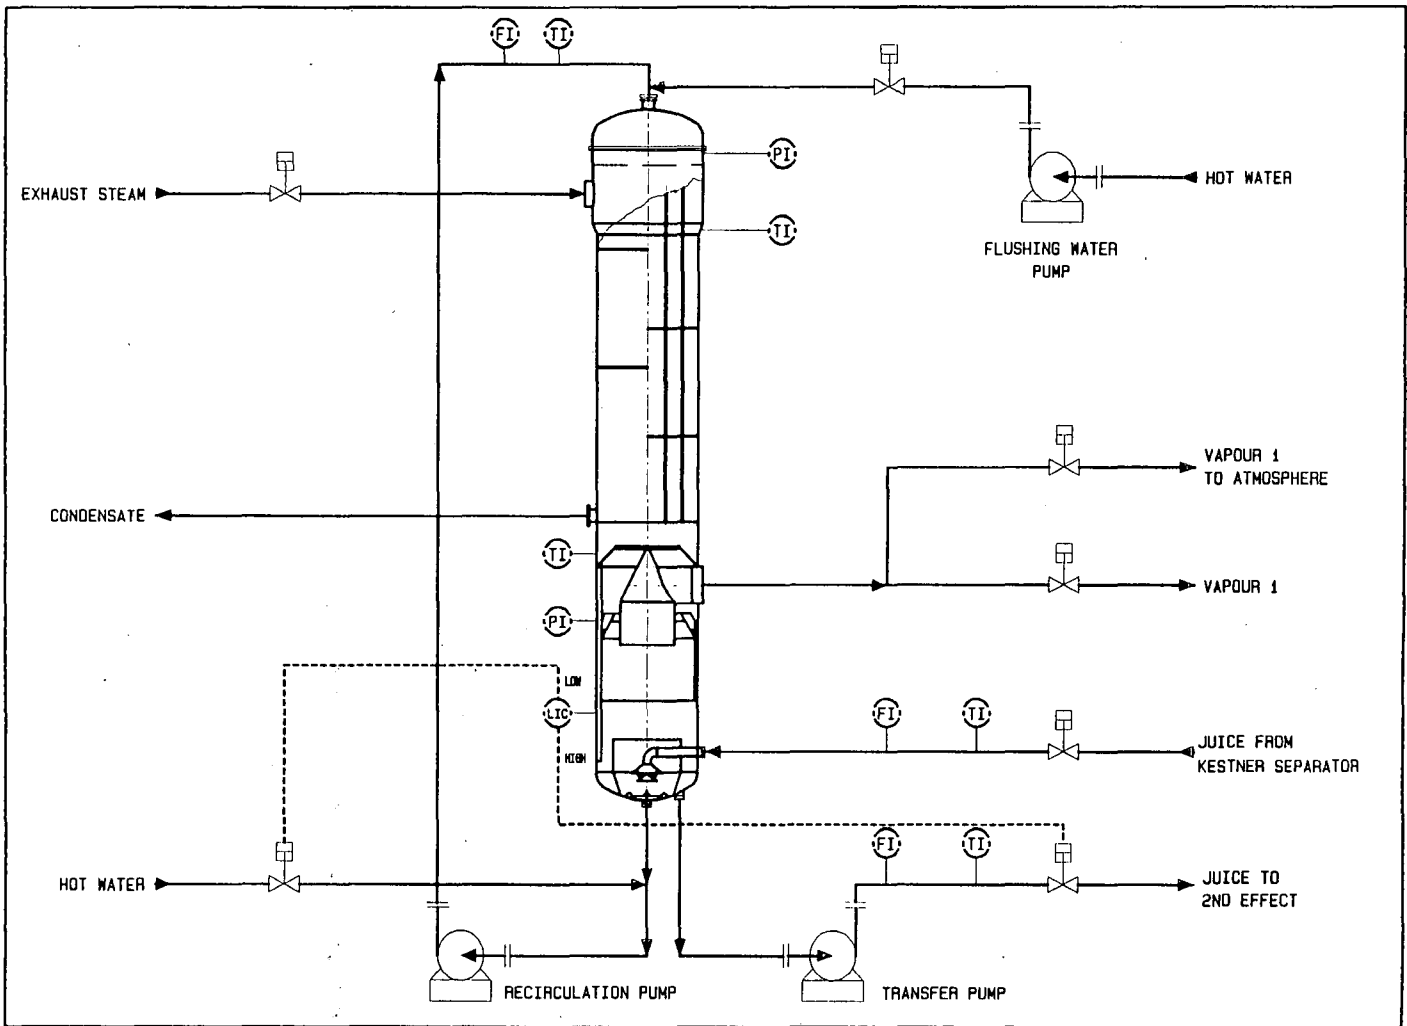 FI
TI
PI
EXHAUST STEAM
HOT WATER
TI
FLUSHING WATER
PUMP
VAPOUR 1
TO ATMOSPHERE
CONDENSATE
TI
VAPOUR 1
PI
LOW
LIC
FI
TI
HIGH
JUICE FROM
KESTNER SEPARATOR
FI
TI
HOT WATER
JUICE TO
2ND EFFECT
RECIRCULATION PUMP
TRANSFER PUMP